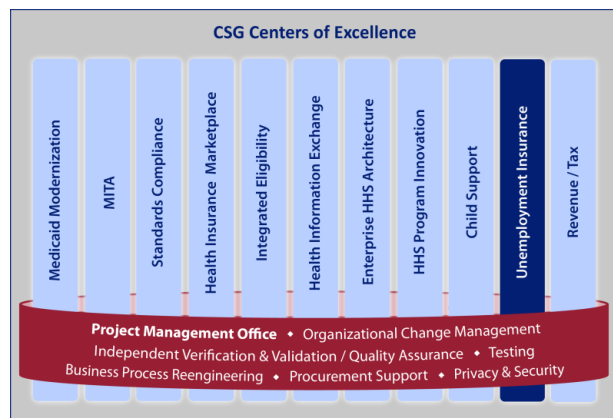 CSG Centers of Excellence
Medicaid Modernization
MITA
Standards Compliance
Health Insurance Marketplace
Integrated Eligibility
Health Information Exchange
Enterprise HHS Architecture
HHS Program Innovation
Child Support
Unemployment Insurance
Revenue / Tax
Project Management Office ◆ Organizational Change Management
Independent Verification & Validation / Quality Assurance ◆ Testing
Business Process Reengineering ◆ Procurement Support ◆ Privacy & Security